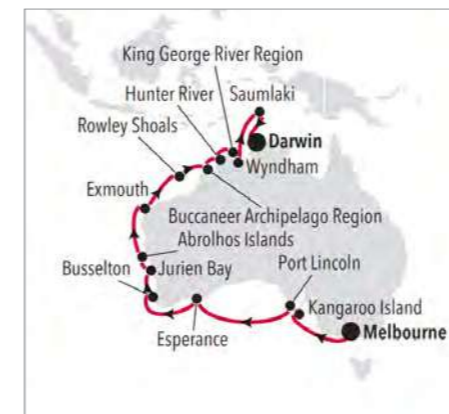 King George River Region
Hunter River
Saumlaki
Rowley Shoals
Darwin
Wyndham
Exmouth
Buccaneer Archipelago Region
Abrolhos Islands
Busselton
Jurien Bay
Port Lincoln
Kangaroo Island
Esperance
Melbourne